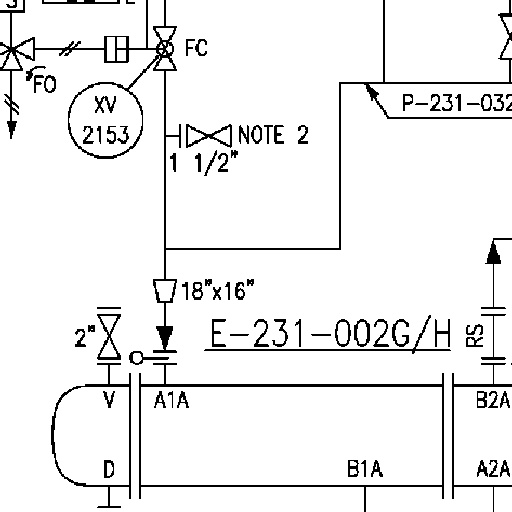 FC
FO
XV
2153
P-231-032
NOTE 2
1 1/2"
18"x16"
2"
E-231-002G/H
RS
V
A1A
B2A
D
B1A
A2A